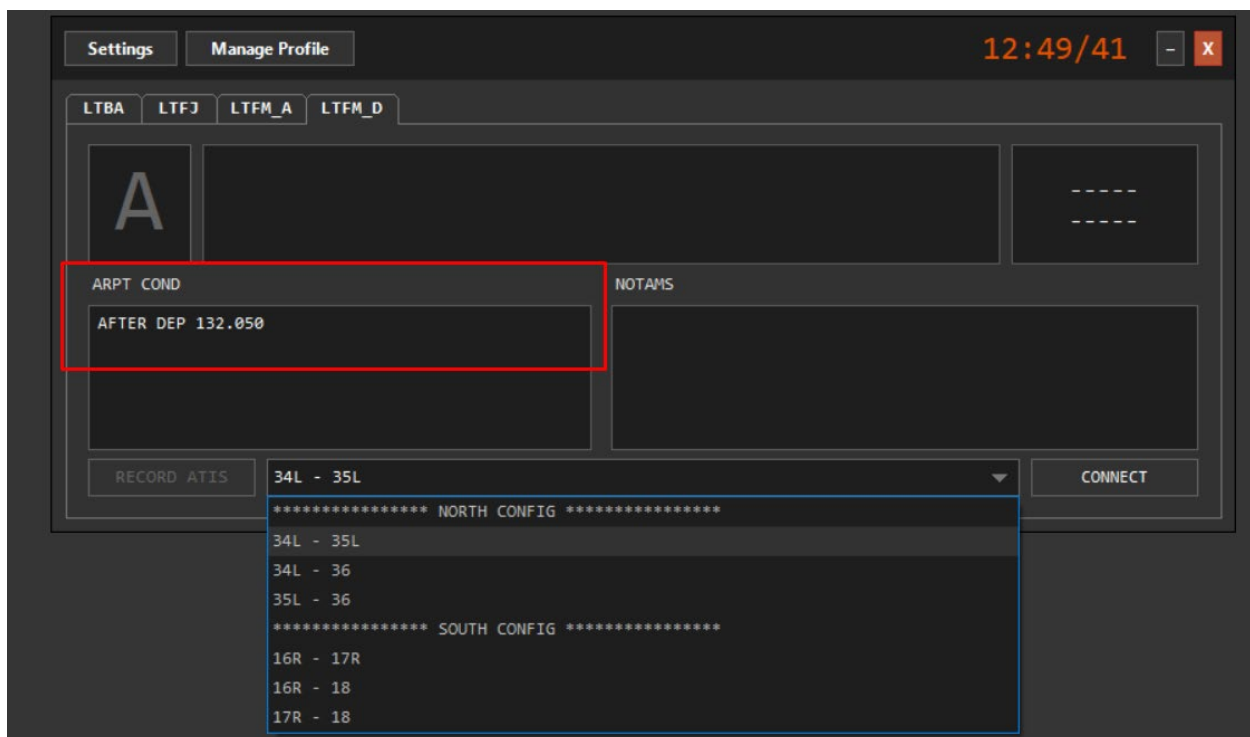 Settings Manage Profile 12:49/41 - X
LTBA LTFJ LTFM_A LTFM_D
A
-----
-----
ARPT COND NOTAMS
AFTER DEP 132.050
RECORD ATIS 34L - 35L CONNECT
**************** NORTH CONFIG ****************
34L - 35L
34L - 36
35L - 36
**************** SOUTH CONFIG ****************
16R - 17R
16R - 18
17R - 18